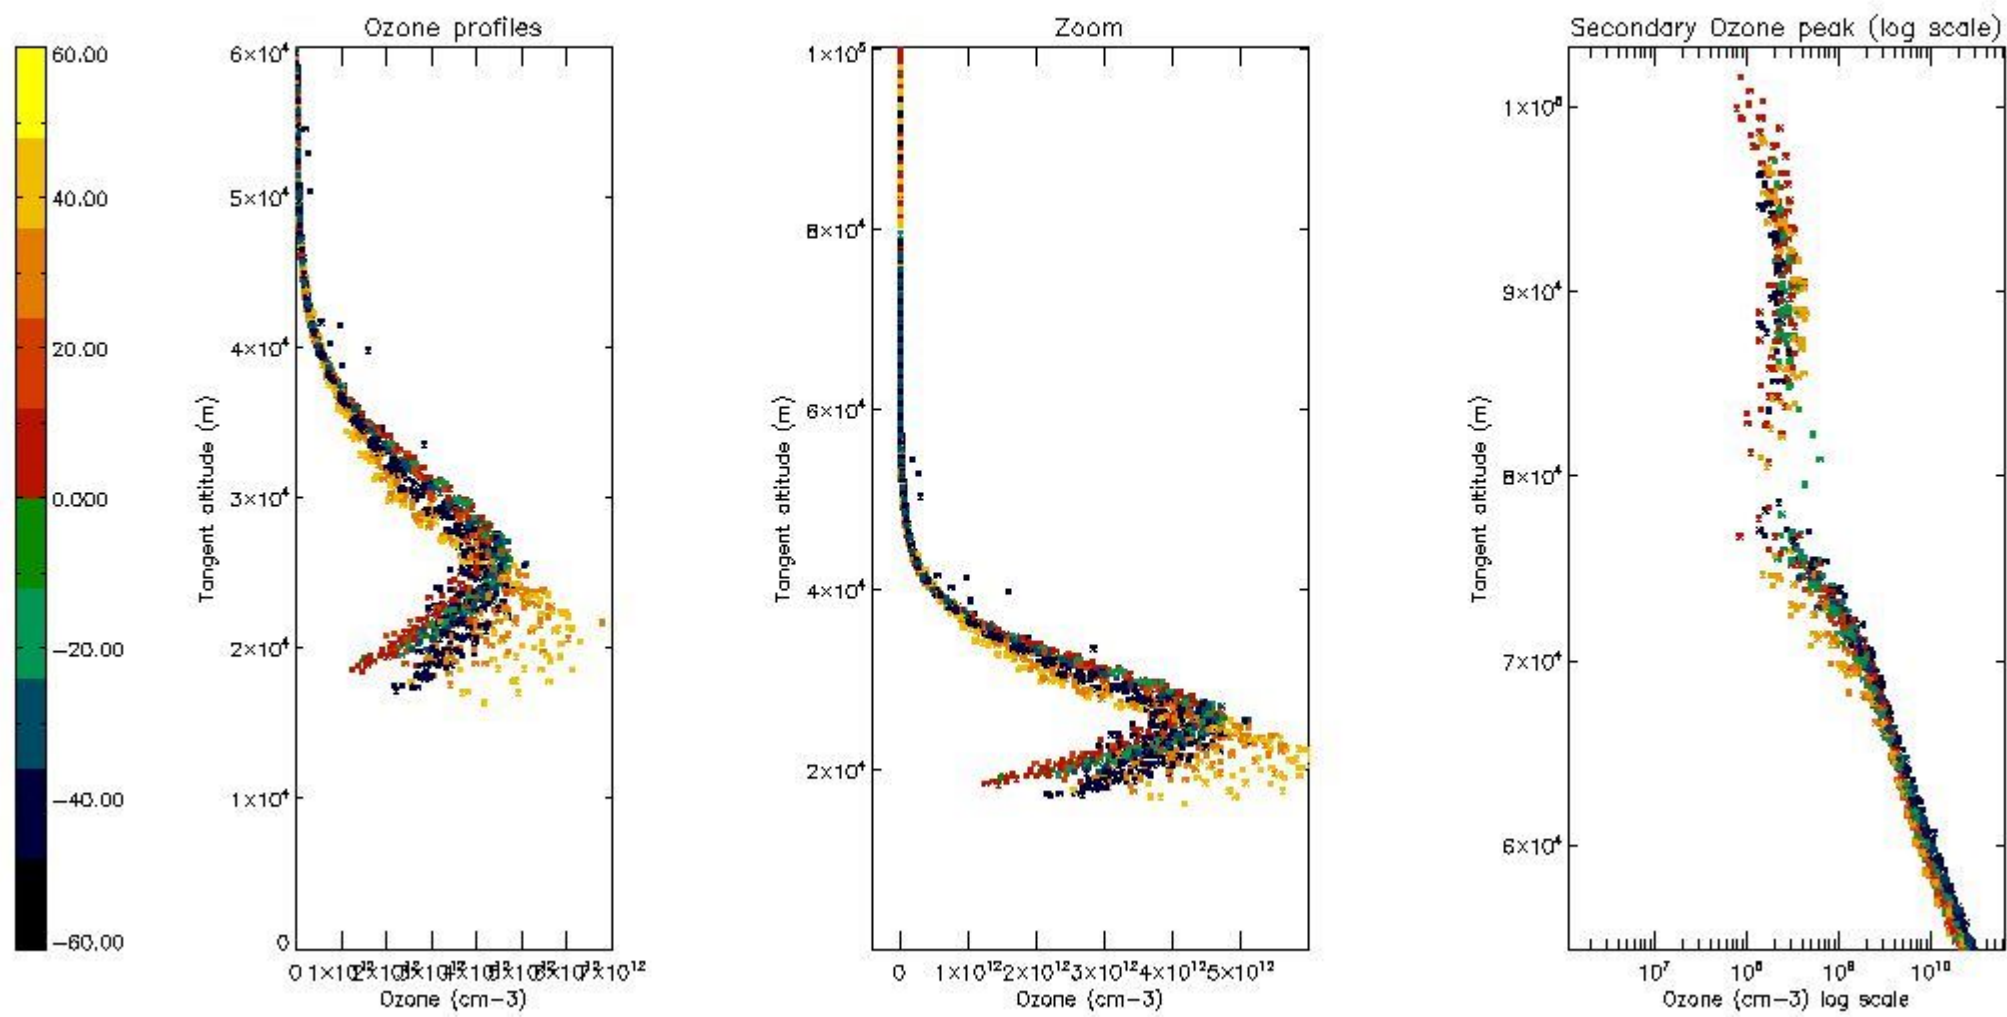 Ozone profiles
Zoom
Secondary Ozone peak (log scale)
60.00
40.00
20.00
0.000
−20.00
−40.00
−60.00
6×10⁴
5×10⁴
4×10⁴
3×10⁴
2×10⁴
1×10⁴
0
Tangent altitude (m)
0
7×10¹²
Ozone (cm−3)
1×10⁵
8×10⁴
6×10⁴
4×10⁴
2×10⁴
Tangent altitude (m)
0 1×10¹² 2×10¹² 3×10¹² 4×10¹² 5×10¹²
Ozone (cm−3)
1×10⁵
9×10⁴
8×10⁴
7×10⁴
6×10⁴
Tangent altitude (m)
10⁷ 10⁸ 10⁹ 10¹⁰
Ozone (cm−3) log scale